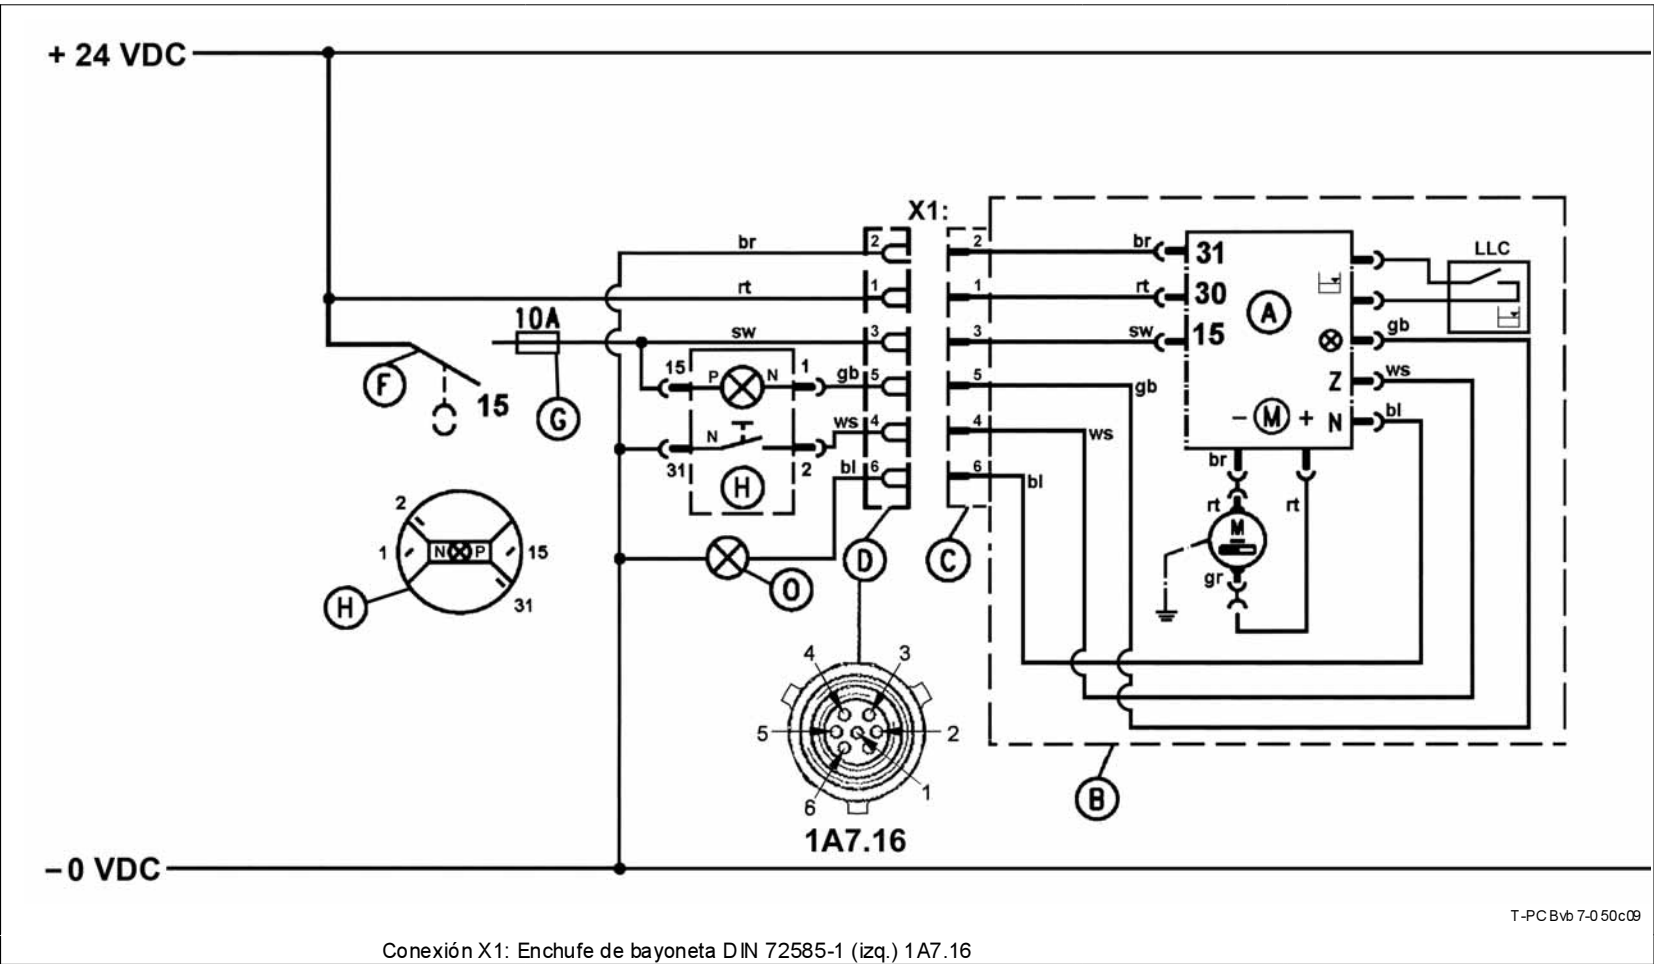 + 24 VDC
X1:
br
2
2
br
31
LLC
rt
1
1
rt
30
A
10A
sw
3
3
sw
15
gb
15
P
N
1
gb
5
5
gb
Z
ws
F
15
G
N
ws
4
4
ws
- M +
N
bl
31
H
2
bl
6
6
bl
br
rt
rt
M
2
1
N
P
15
D
C
gr
H
31
O
4
3
5
2
6
1
B
1A7.16
−0 VDC
T-PCBvb 7-050c09
Conexión X1: Enchufe de bayoneta DIN 72585-1 (izq.) 1A7.16